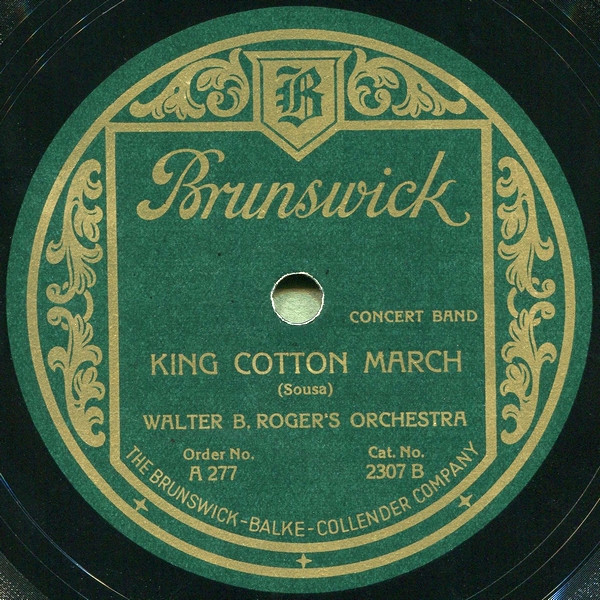 B
Brunswick
CONCERT BAND
KING COTTON MARCH
(Sousa)
WALTER B. ROGER'S ORCHESTRA
Order No. Cat. No.
A 277 2307 B
THE BRUNSWICK-BALKE-COLLENDER COMPANY